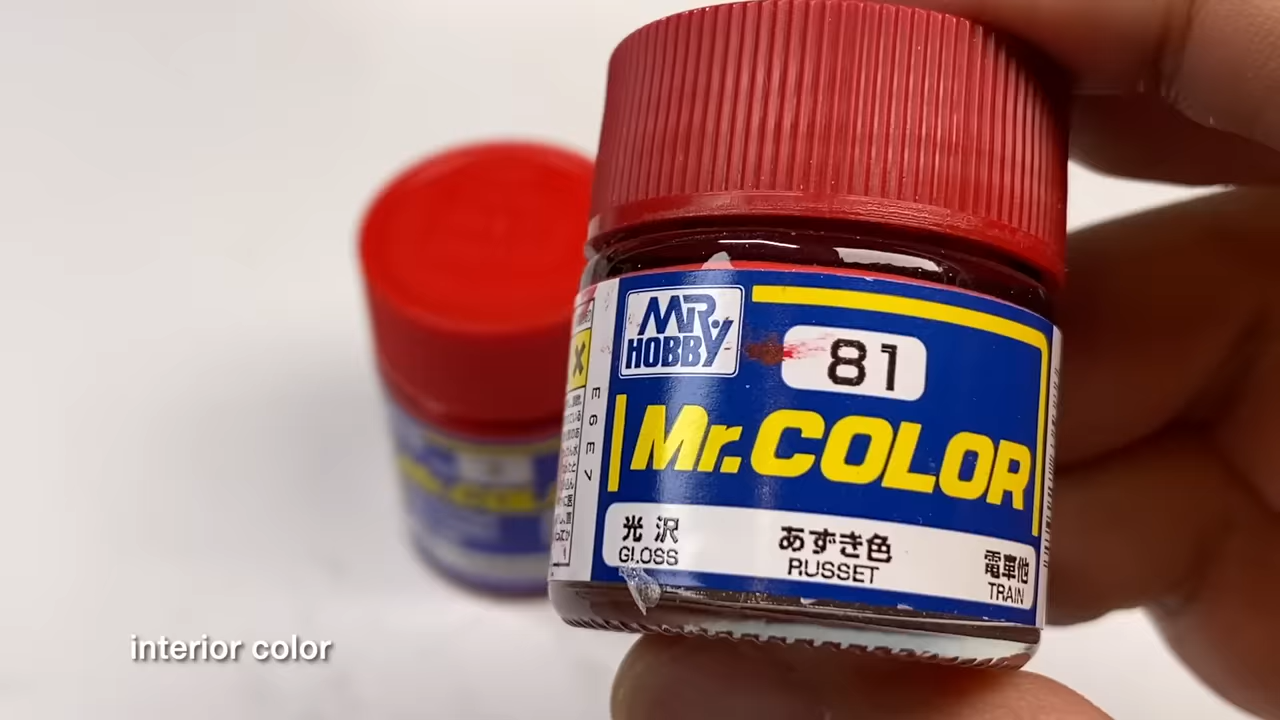 MR.
HOBBY
81
Mr.COLOR
光沢
GLOSS
あずき色
RUSSET
電車他
TRAIN
E6E7
interior color